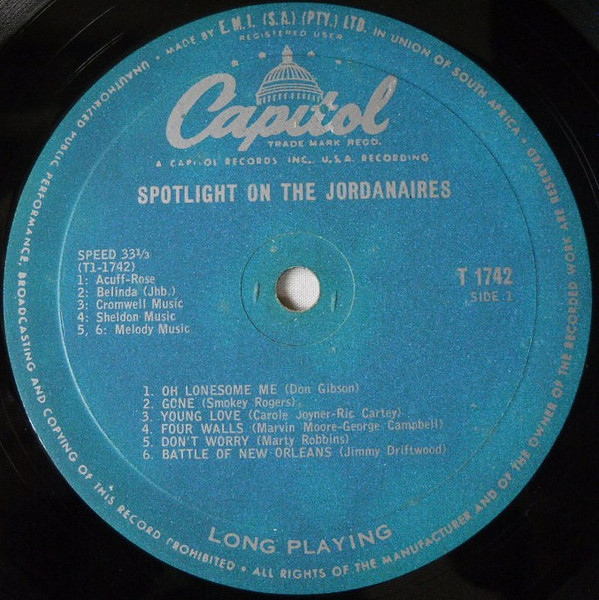 MADE BY E.M.I. (S.A.) (PTY.) LTD. IN UNION OF SOUTH AFRICA •
REGISTERED USER
Capitol
TRADE MARK REGD.
A CAPITOL RECORDS INC., U.S.A. RECORDING
SPOTLIGHT ON THE JORDANAIRES
SPEED 33⅓
(T1-1742)
1: Acuff-Rose
2: Belinda (Jhb.)
3: Cromwell Music
4: Sheldon Music
5, 6: Melody Music
T 1742
SIDE 1
1. OH LONESOME ME (Don Gibson)
2. GONE (Smokey Rogers)
3. YOUNG LOVE (Carole Joyner-Ric Cartey)
4. FOUR WALLS (Marvin Moore-George Campbell)
5. DON'T WORRY (Marty Robbins)
6. BATTLE OF NEW ORLEANS (Jimmy Driftwood)
LONG PLAYING
UNAUTHORIZED PUBLIC PERFORMANCE, BROADCASTING AND COPYING OF THIS RECORD PROHIBITED • ALL RIGHTS OF THE MANUFACTURER AND OF THE OWNER OF THE RECORDED WORK ARE RESERVED